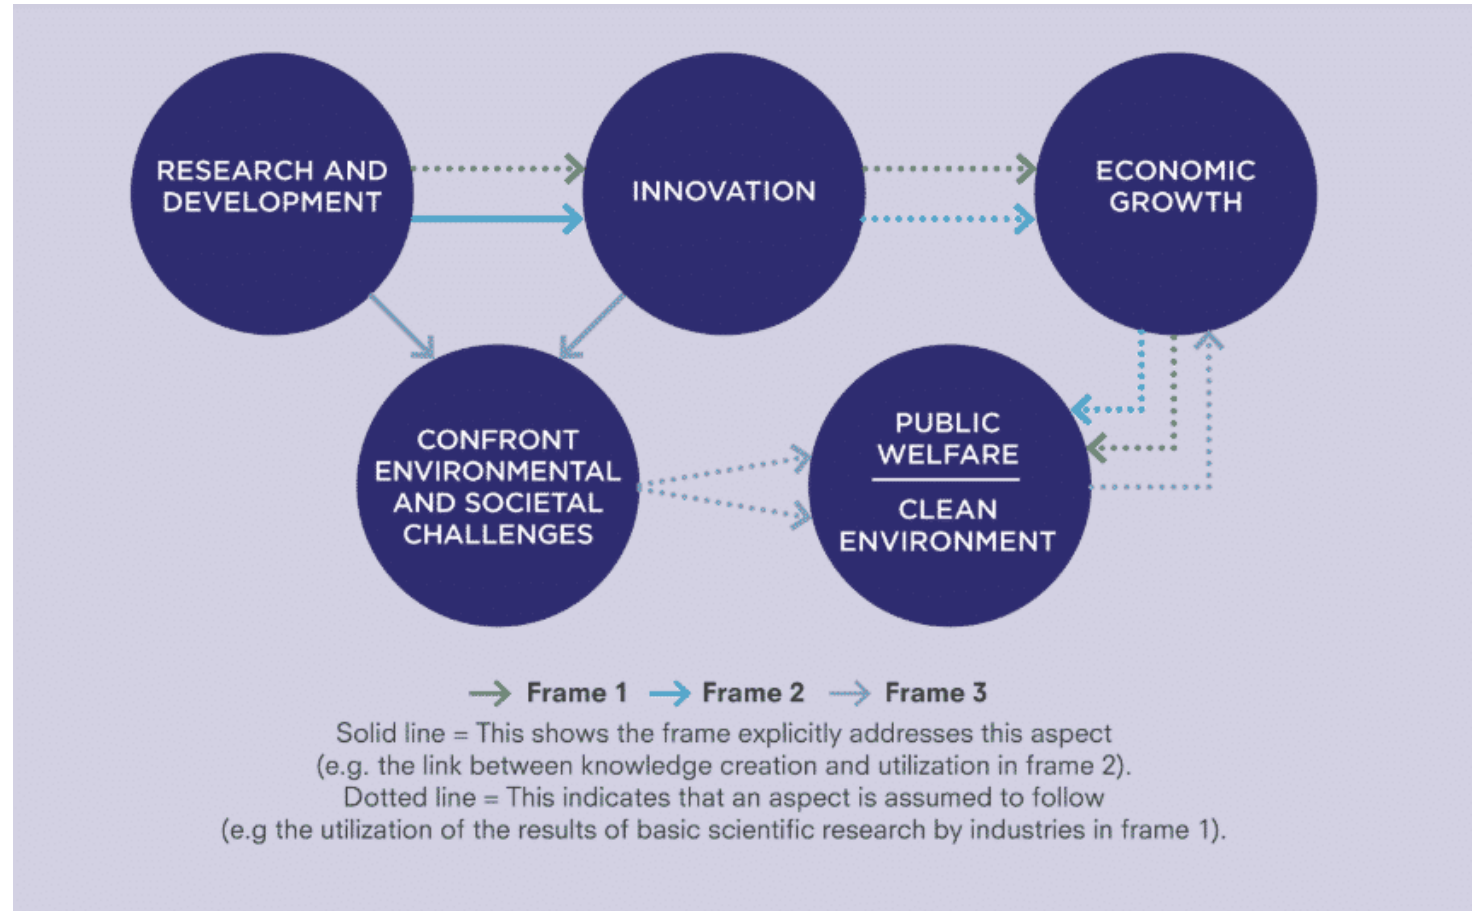 RESEARCH AND
DEVELOPMENT
INNOVATION
ECONOMIC
GROWTH
CONFRONT
ENVIRONMENTAL
AND SOCIETAL
CHALLENGES
PUBLIC
WELFARE
CLEAN
ENVIRONMENT
Frame 1 Frame 2 Frame 3
Solid line = This shows the frame explicitly addresses this aspect
(e.g. the link between knowledge creation and utilization in frame 2).
Dotted line = This indicates that an aspect is assumed to follow
(e.g the utilization of the results of basic scientific research by industries in frame 1).